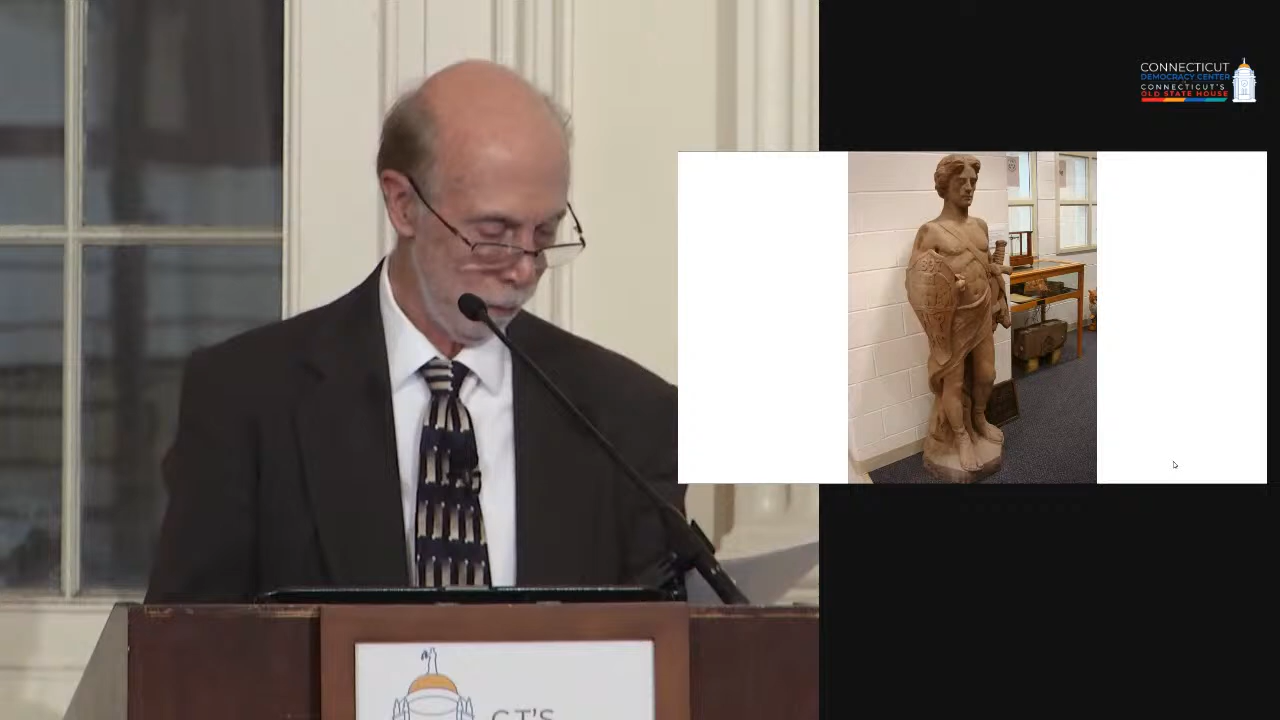 CONNECTICUT
DEMOCRACY CENTER
CONNECTICUT'S
OLD STATE HOUSE
CT'S